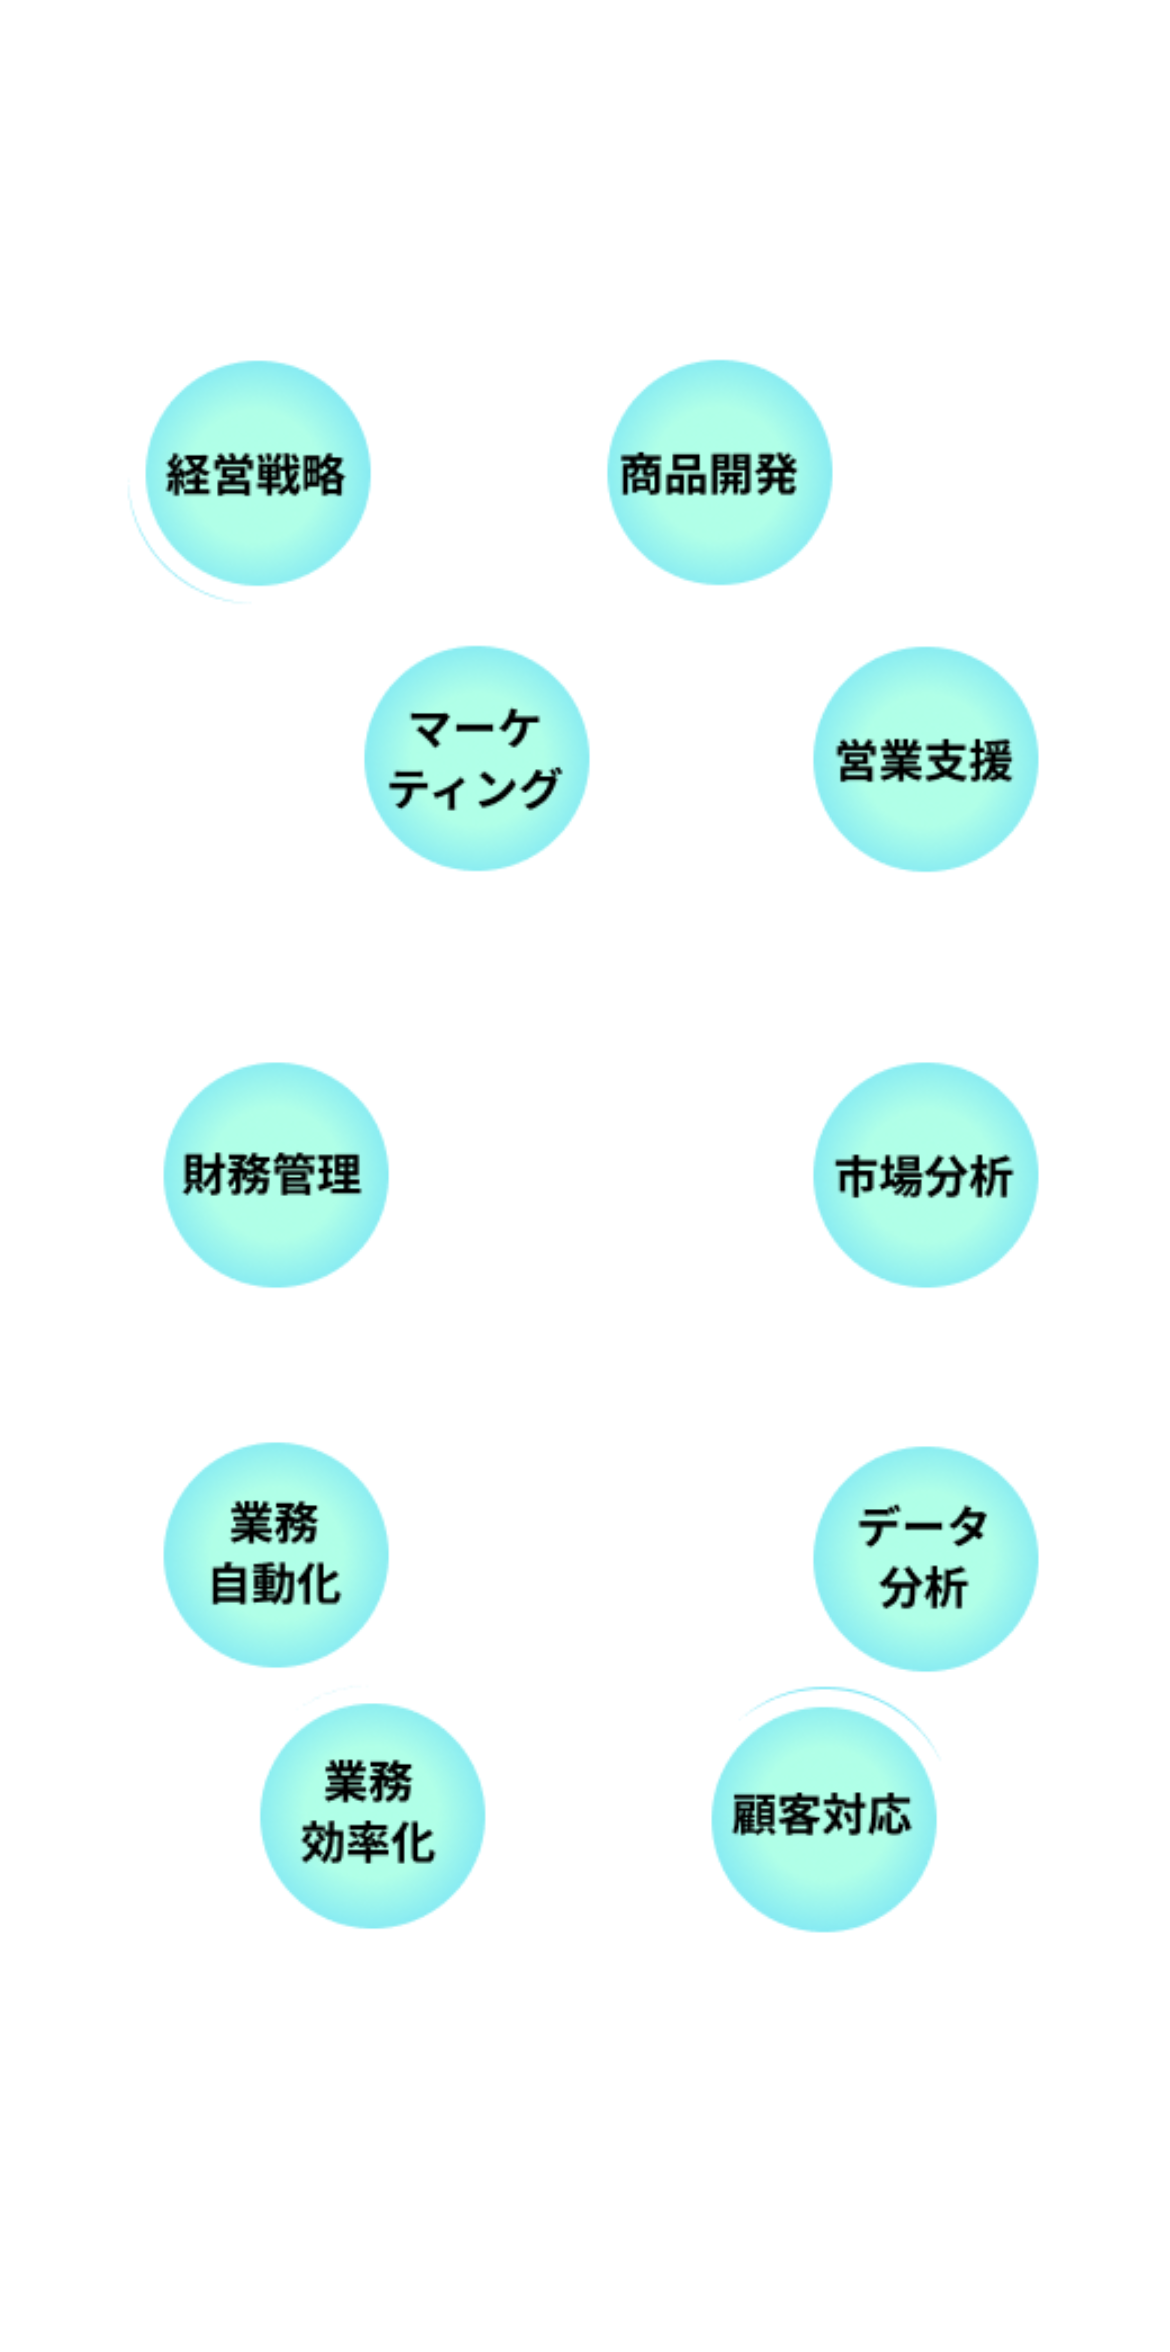 経営戦略
商品開発
マーケ
ティング
営業支援
財務管理
市場分析
業務
自動化
データ
分析
業務
効率化
顧客対応